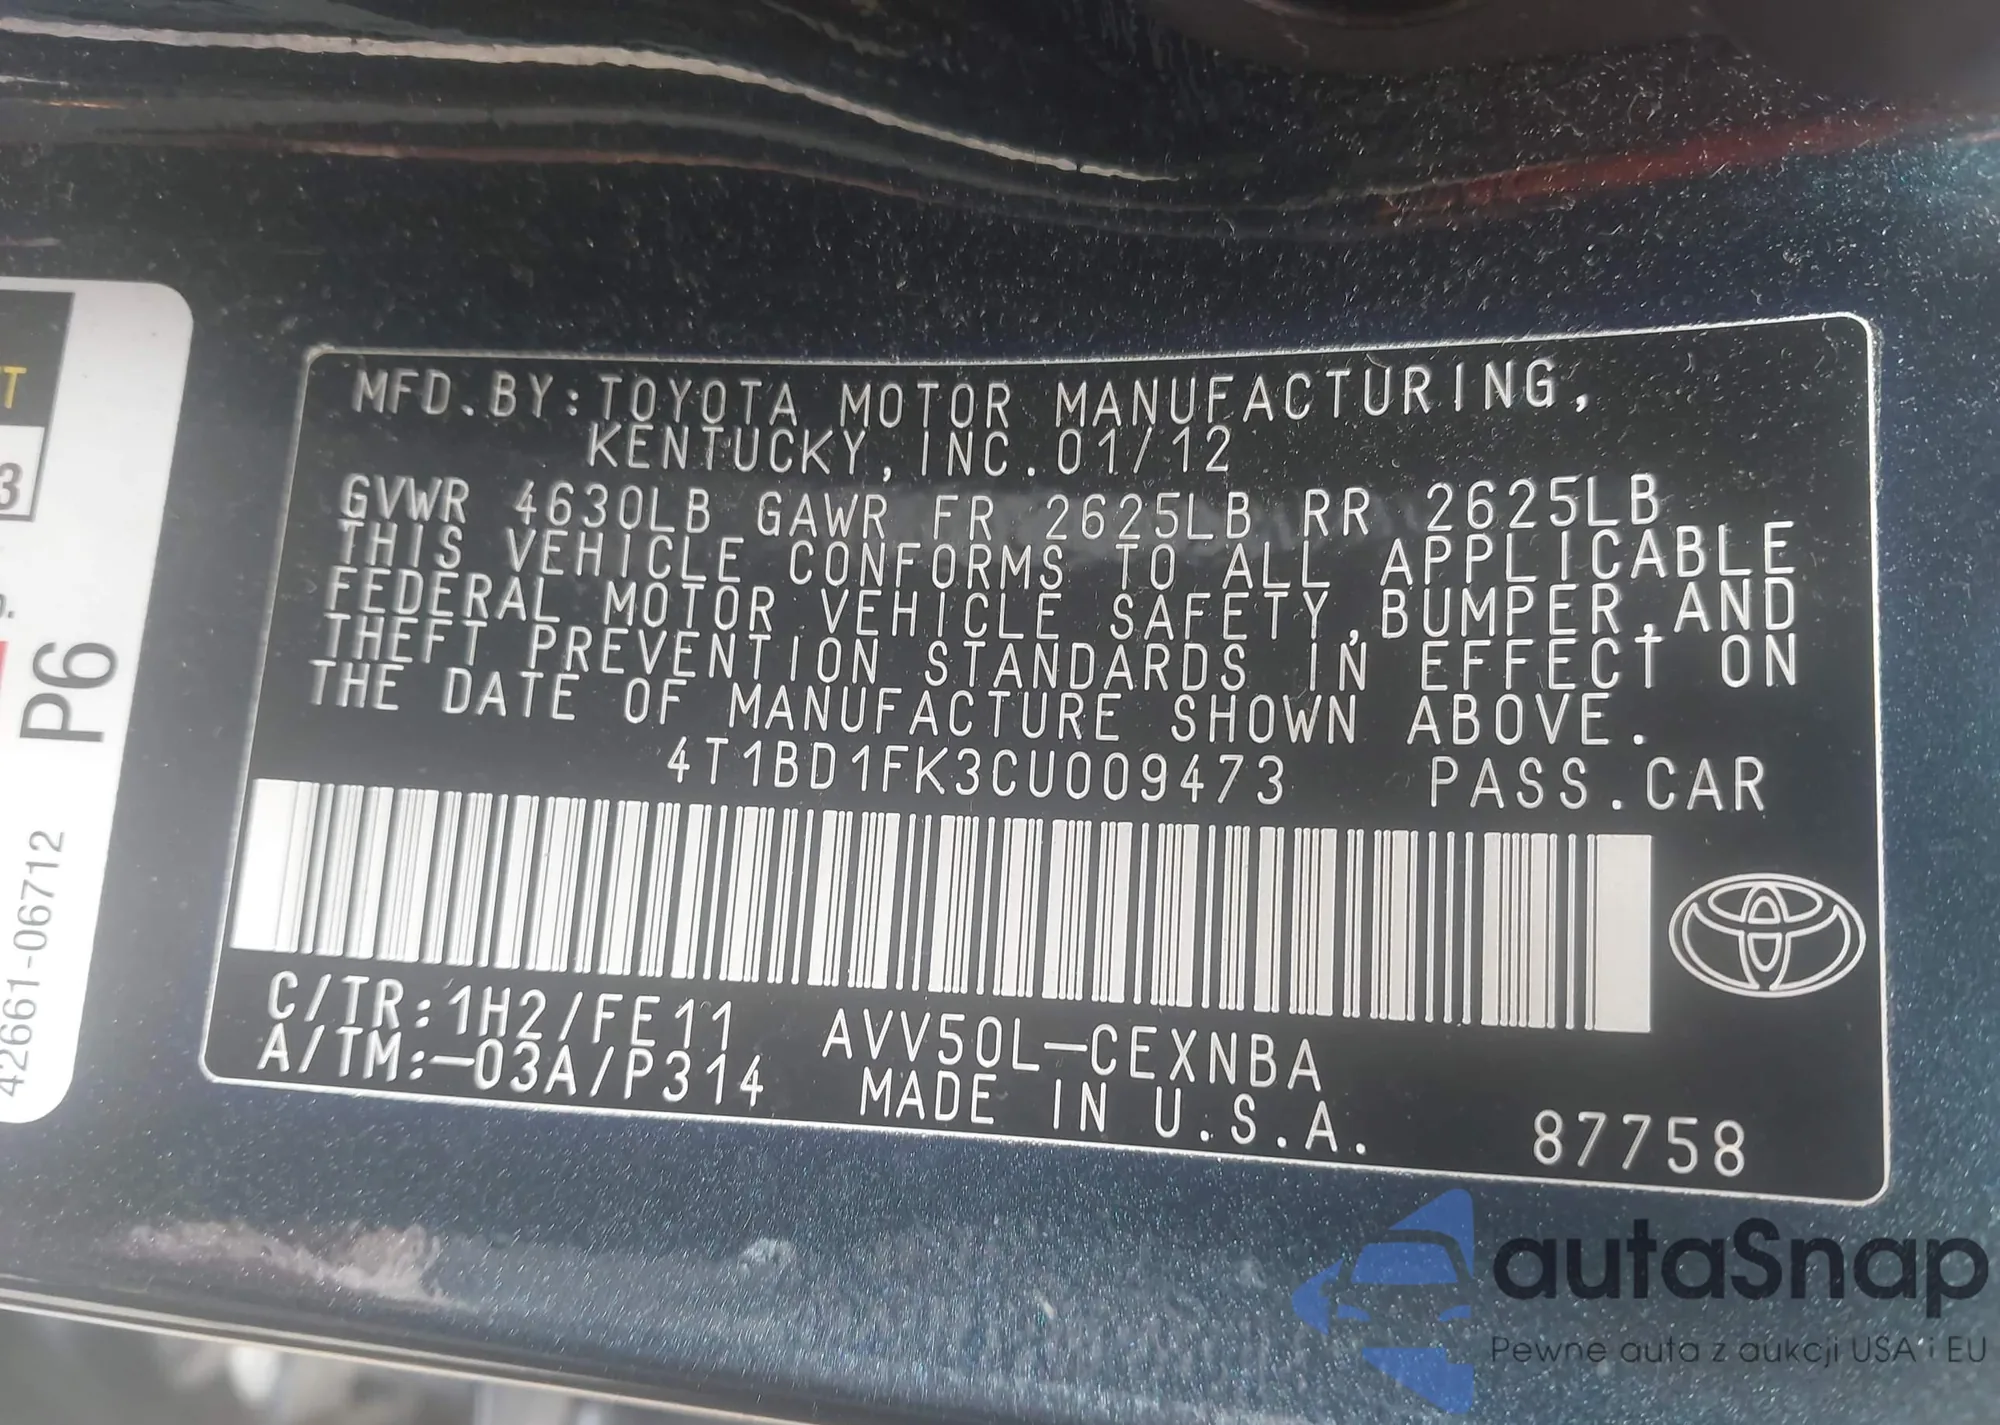 MFD.BY:TOYOTA MOTOR MANUFACTURING,
KENTUCKY,INC.01/12
GVWR 4630LB GAWR FR 2625LB RR 2625LB
THIS VEHICLE CONFORMS TO ALL APPLICABLE
FEDERAL MOTOR VEHICLE SAFETY,BUMPER,AND
THEFT PREVENTION STANDARDS IN EFFECT ON
THE DATE OF MANUFACTURE SHOWN ABOVE.
4T1BD1FK3CU009473 PASS.CAR
C/TR:1H2/FE11 AVV50L-CEXNBA
A/TM:-03A/P314 MADE IN U.S.A. 87758
T
3
P6
42661-06712
autaSnap
Pewne auta z aukcji USA i EU